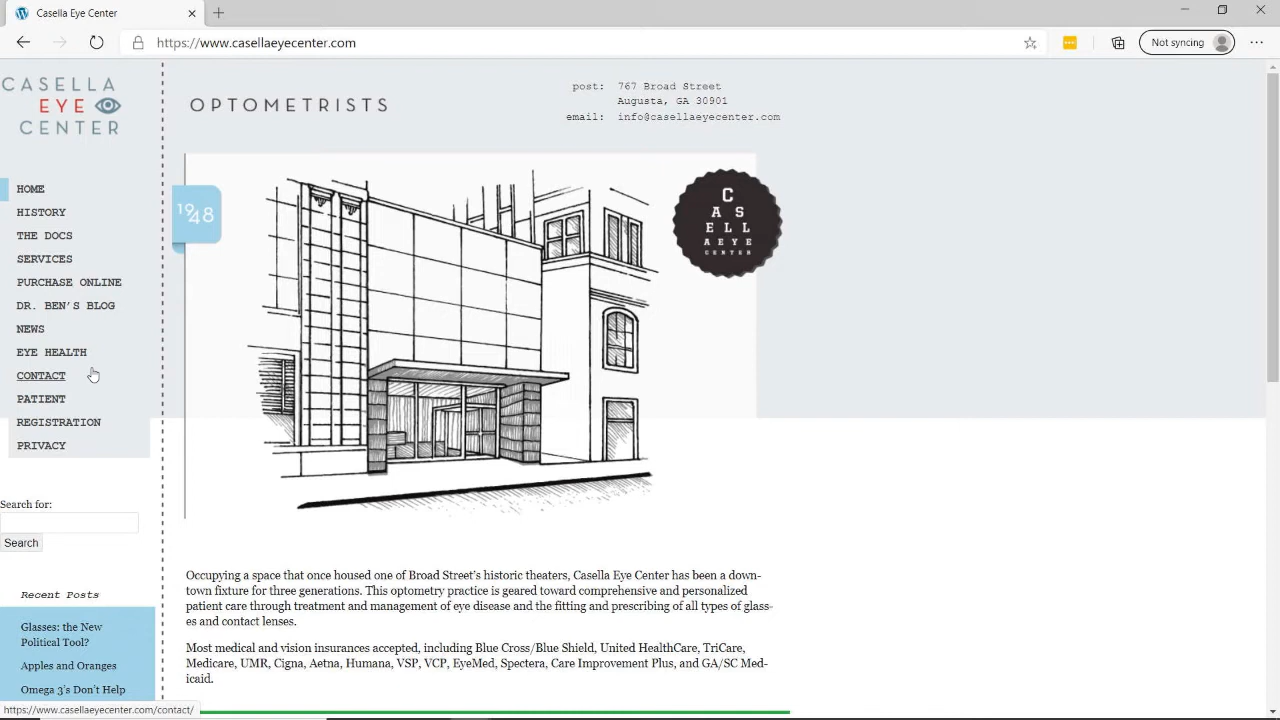 Casella Eye Center
https://www.casellaeyecenter.com
Not syncing
CASELLA
EYE
CENTER
OPTOMETRISTS
post: 767 Broad Street
Augusta, GA 30901
email: info@casellaeyecenter.com
HOME
HISTORY
THE DOCS
SERVICES
PURCHASE ONLINE
DR. BEN'S BLOG
NEWS
EYE HEALTH
CONTACT
PATIENT
REGISTRATION
PRIVACY
1948
C
A S
E L L
A E Y E
C E N T E R
Search for:
Search
Recent Posts
Glasses: the New
Political Tool?
Apples and Oranges
Omega 3's Don't Help
Occupying a space that once housed one of Broad Street's historic theaters, Casella Eye Center has been a down-
town fixture for three generations. This optometry practice is geared toward comprehensive and personalized
patient care through treatment and management of eye disease and the fitting and prescribing of all types of glass-
es and contact lenses.
Most medical and vision insurances accepted, including Blue Cross/Blue Shield, United HealthCare, TriCare,
Medicare, UMR, Cigna, Aetna, Humana, VSP, VCP, EyeMed, Spectera, Care Improvement Plus, and GA/SC Med-
icaid.
https://www.casellaeyecenter.com/contact/